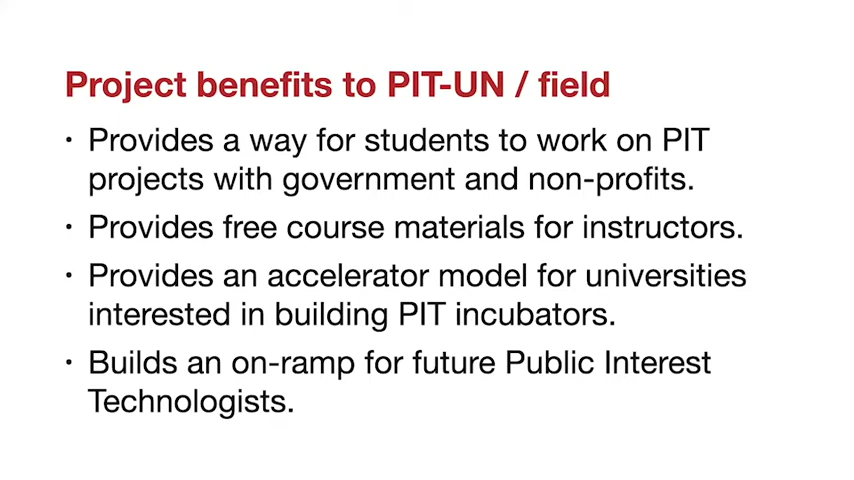 Project benefits to PIT-UN / field
• Provides a way for students to work on PIT
projects with government and non-profits.
• Provides free course materials for instructors.
• Provides an accelerator model for universities
interested in building PIT incubators.
• Builds an on-ramp for future Public Interest
Technologists.